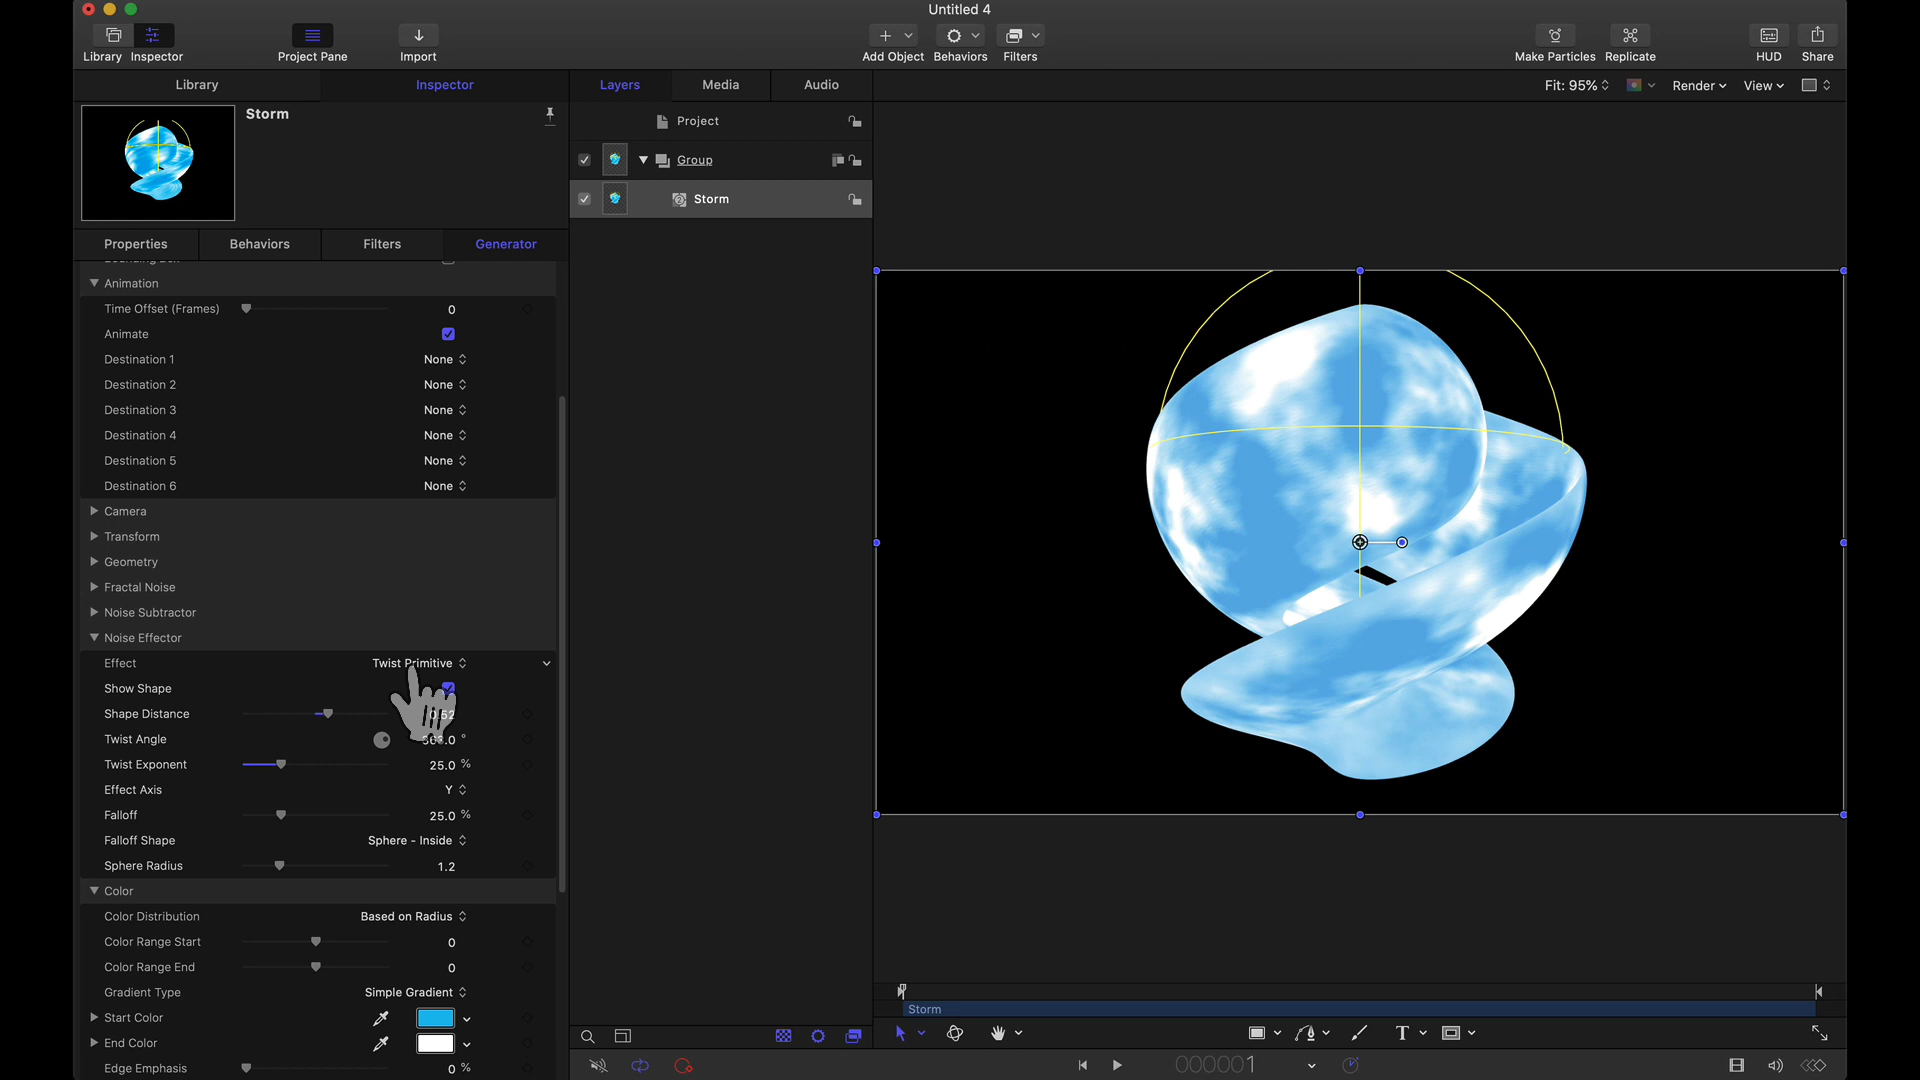 Untitled 4
Library Inspector Project Pane Import Add Object Behaviors Filters Make Particles Replicate HUD Share
Library Inspector Layers Media Audio Fit: 95% Render View
Storm
Project
Group
Storm
Properties Behaviors Filters Generator
Animation
Time Offset (Frames) 0
Animate
Destination 1 None
Destination 2 None
Destination 3 None
Destination 4 None
Destination 5 None
Destination 6 None
Camera
Transform
Geometry
Fractal Noise
Noise Subtractor
Noise Effector
Effect Twist Primitive
Show Shape
Shape Distance
Twist Angle
Twist Exponent 25.0 %
Effect Axis Y
Falloff 25.0 %
Falloff Shape Sphere - Inside
Sphere Radius 1.2
Color
Color Distribution Based on Radius
Color Range Start 0
Color Range End 0
Gradient Type Simple Gradient
Start Color
End Color
Edge Emphasis 0 %
Storm
T
000001